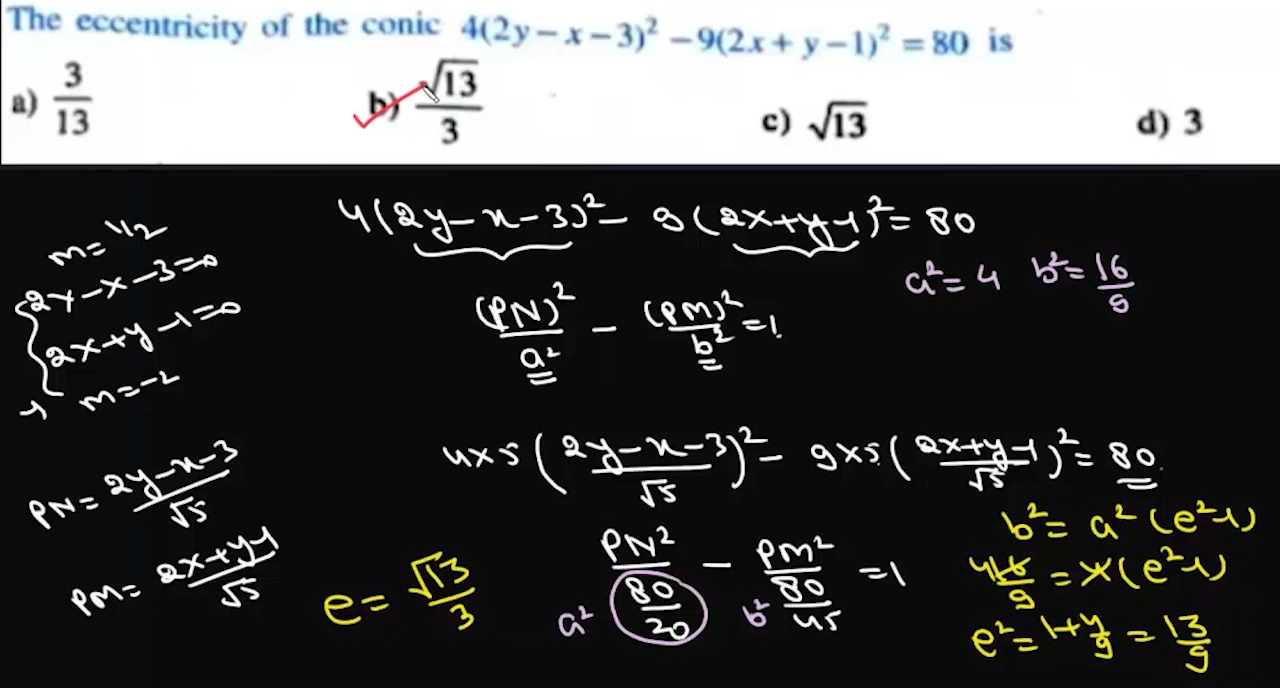 The eccentricity of the conic 4(2y – x – 3)² – 9(2x + y – 1)² = 80 is
a) 3/13 b) √13/3 c) √13 d) 3
4(2y-x-3)² - 9(2x+y-1)² = 80
m = 1/2
2y-x-3=0
2x+y-1=0
m=-2
a² = 4 b² = 16/9
(PN)²/a² - (PM)²/b² = 1
4×5(2y-x-3/√5)² - 9×5(2x+y-1/√5)² = 80
PN = 2y-x-3/√5
PM = 2x+y-1/√5
e = √13/3
PN²/80/20 - PM²/80/45 = 1
a² b²
b² = a²(e²-1)
4 16/9 = 4(e²-1)
e² = 1+4/9 = 13/9